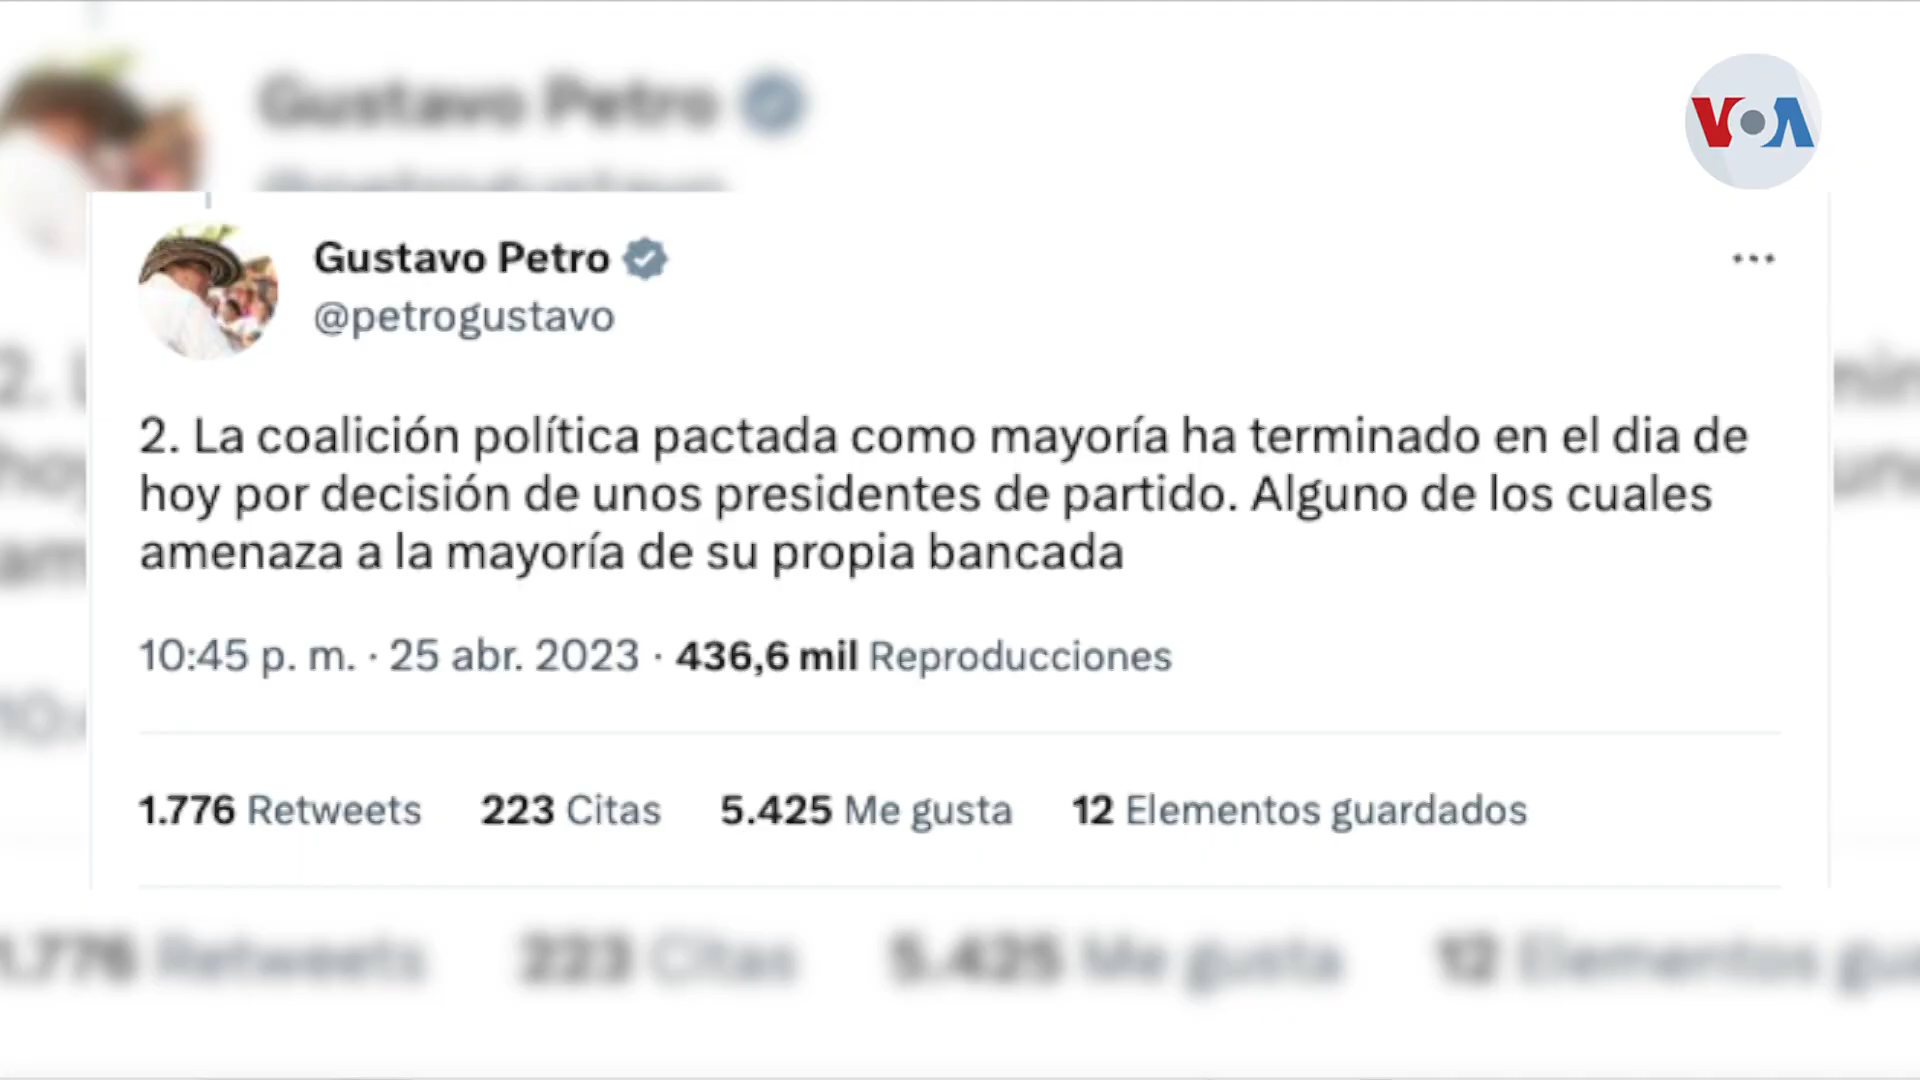 VOA
Gustavo Petro
@petrogustavo
2. La coalición política pactada como mayoría ha terminado en el dia de
hoy por decisión de unos presidentes de partido. Alguno de los cuales
amenaza a la mayoría de su propia bancada
10:45 p. m. · 25 abr. 2023 · 436,6 mil Reproducciones
1.776 Retweets 223 Citas 5.425 Me gusta 12 Elementos guardados